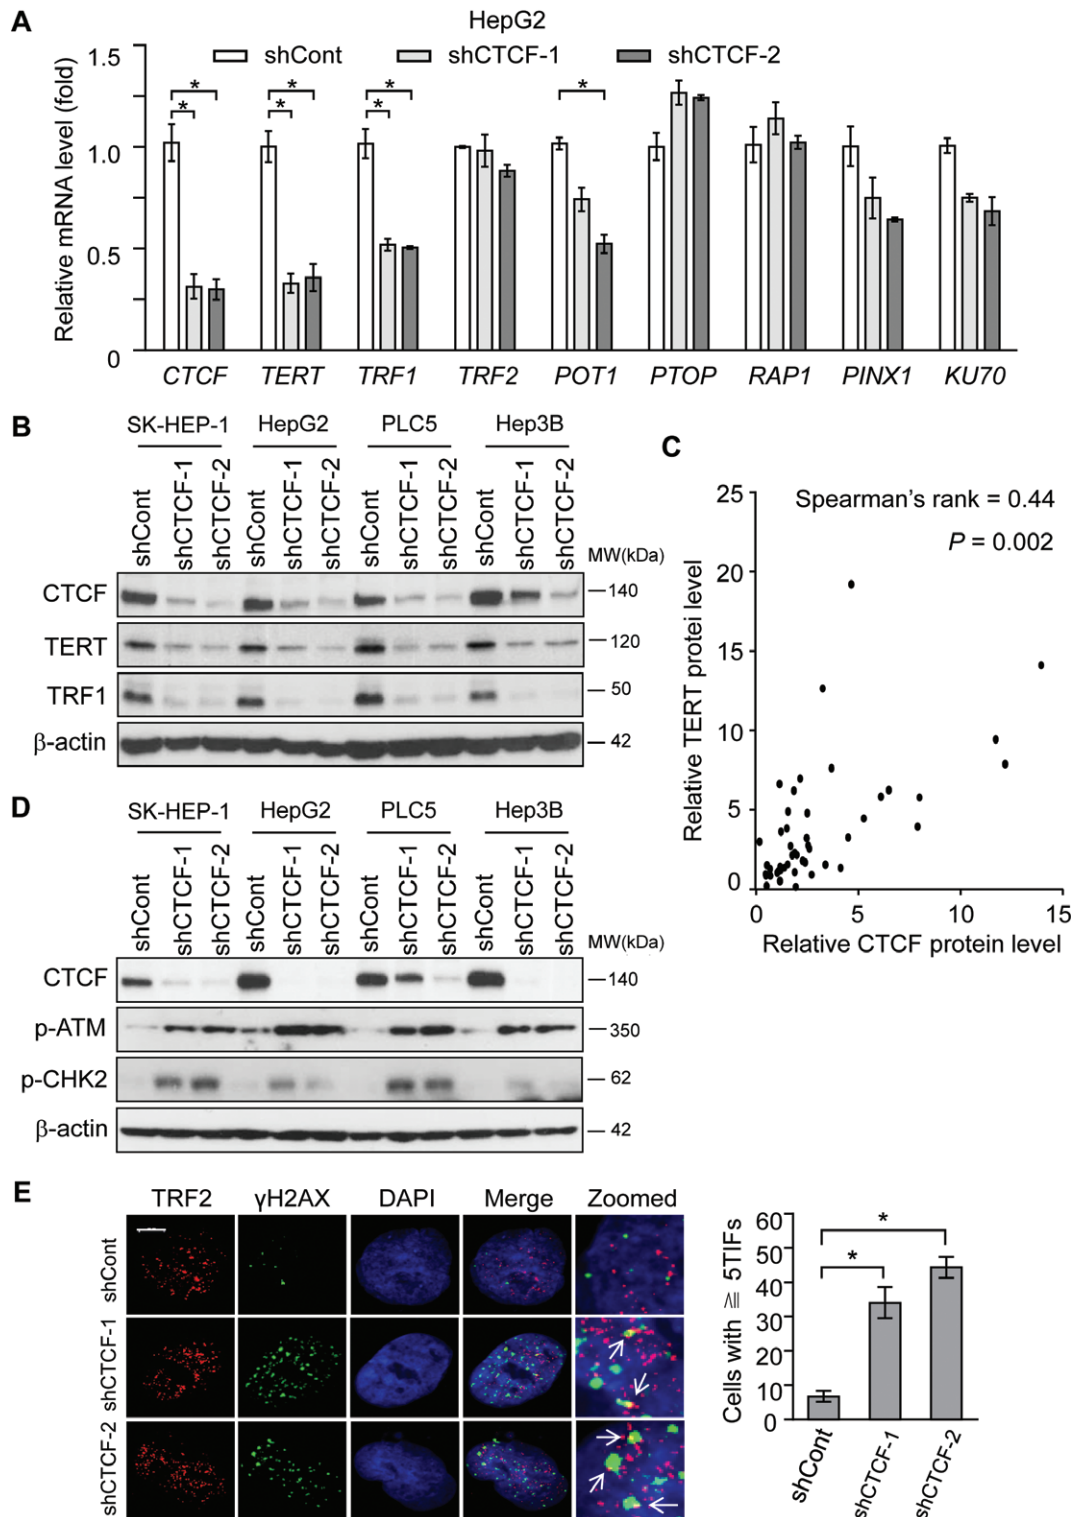 A
HepG2
shCont shCTCF-1 shCTCF-2
Relative mRNA level (fold)
1.5
1.0
0.5
0
* * * * * * *
CTCF TERT TRF1 TRF2 POT1 PTOP RAP1 PINX1 KU70
B
SK-HEP-1 HepG2 PLC5 Hep3B
shCont shCTCF-1 shCTCF-2 shCont shCTCF-1 shCTCF-2 shCont shCTCF-1 shCTCF-2 shCont shCTCF-1 shCTCF-2
MW(kDa)
CTCF 140
TERT 120
TRF1 50
β-actin 42
C
Spearman's rank = 0.44
P = 0.002
Relative TERT protei level
25
20
15
10
5
0
0 5 10 15
Relative CTCF protein level
D
SK-HEP-1 HepG2 PLC5 Hep3B
shCont shCTCF-1 shCTCF-2 shCont shCTCF-1 shCTCF-2 shCont shCTCF-1 shCTCF-2 shCont shCTCF-1 shCTCF-2
MW(kDa)
CTCF 140
p-ATM 350
p-CHK2 62
β-actin 42
E
TRF2 γH2AX DAPI Merge Zoomed
shCont
shCTCF-1
shCTCF-2
Cells with ≧ 5TIFs
60
50
40
30
20
10
0
* *
shCont shCTCF-1 shCTCF-2